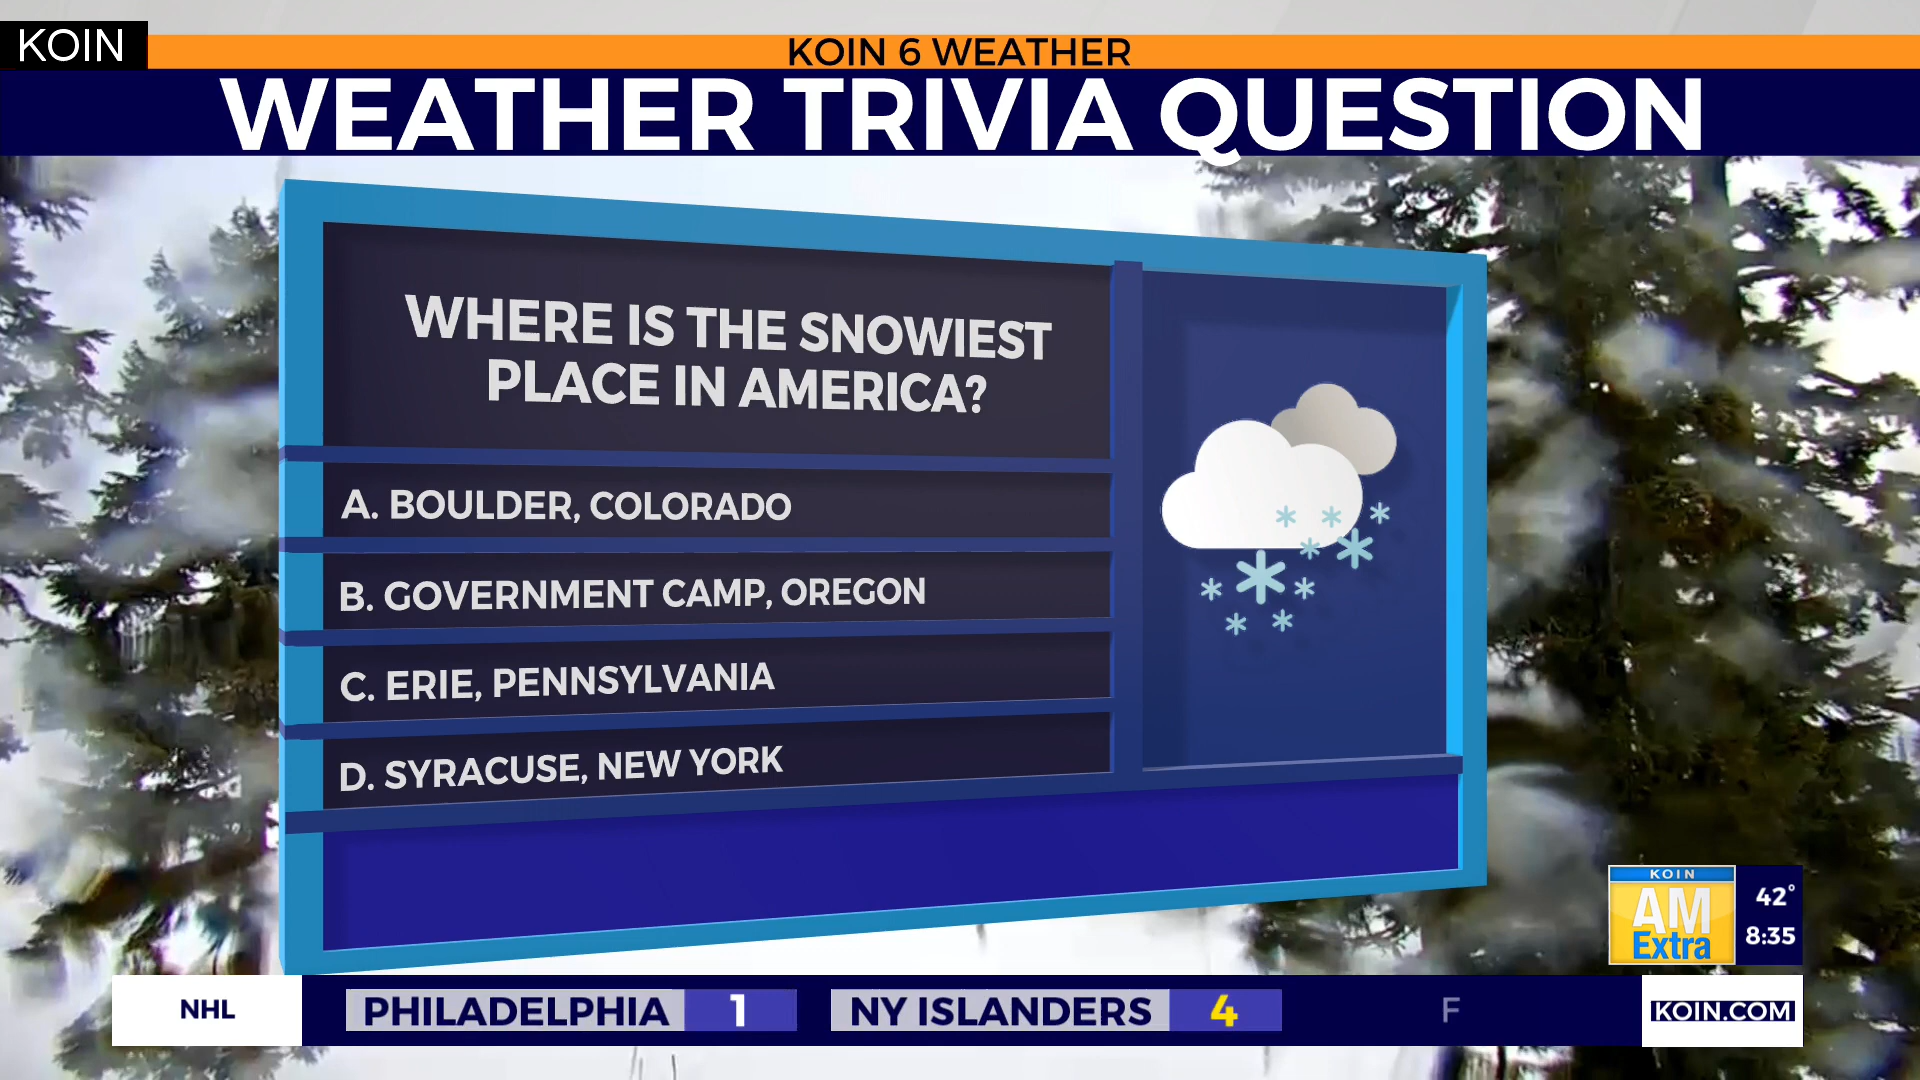 KOIN
KOIN 6 WEATHER
WEATHER TRIVIA QUESTION
WHERE IS THE SNOWIEST
PLACE IN AMERICA?
A. BOULDER, COLORADO
B. GOVERNMENT CAMP, OREGON
C. ERIE, PENNSYLVANIA
D. SYRACUSE, NEW YORK
KOIN
AM
Extra
42°
8:35
NHL
PHILADELPHIA 1
NY ISLANDERS 4
F
KOIN.COM